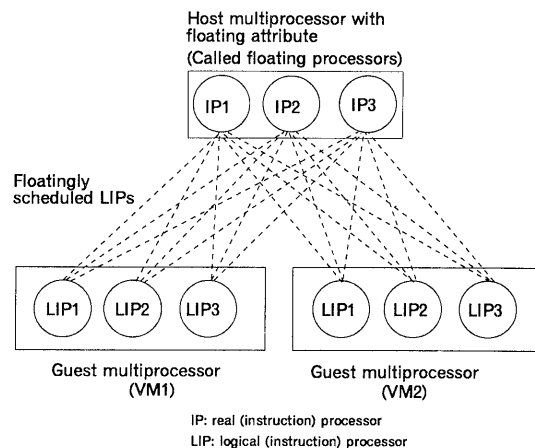 Host multiprocessor with
floating attribute
(Called floating processors)
IP1 IP2 IP3
Floatingly
scheduled LIPs
LIP1 LIP2 LIP3 LIP1 LIP2 LIP3
Guest multiprocessor
(VM1)
Guest multiprocessor
(VM2)
IP: real (instruction) processor
LIP: logical (instruction) processor